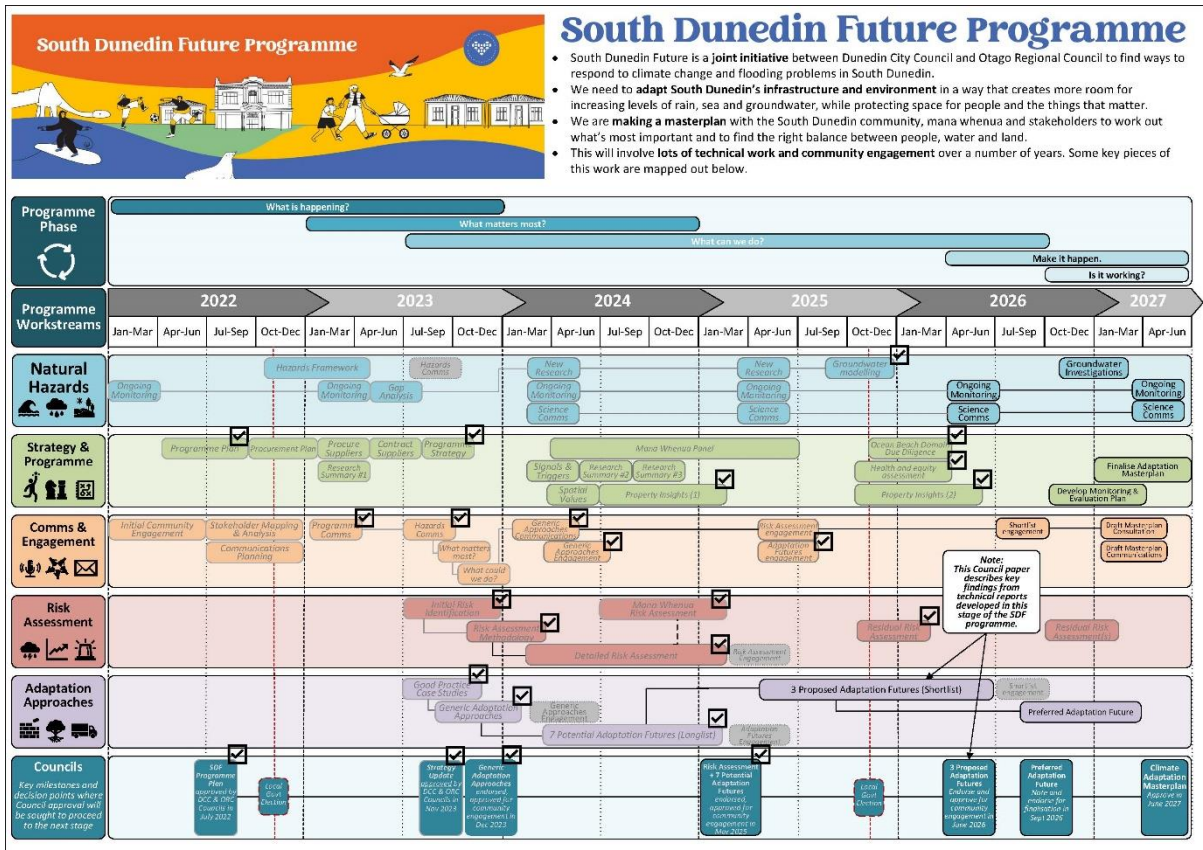 South Dunedin Future Programme
South Dunedin Future Programme
• South Dunedin Future is a joint initiative between Dunedin City Council and Otago Regional Council to find ways to
respond to climate change and flooding problems in South Dunedin.
• We need to adapt South Dunedin's infrastructure and environment in a way that creates more room for
increasing levels of rain, sea and groundwater, while protecting space for people and the things that matter.
• We are making a masterplan with the South Dunedin community, mana whenua and stakeholders to work out
what's most important and to find the right balance between people, water and land.
• This will involve lots of technical work and community engagement over a number of years. Some key pieces of
this work are mapped out below.
Programme
Phase
What is happening?
What matters most?
What can we do?
Make it happen.
Is it working?
Programme
Workstreams
2022
2023
2024
2025
2026
2027
Jan-Mar
Apr-Jun
Jul-Sep
Oct-Dec
Jan-Mar
Apr-Jun
Jul-Sep
Oct-Dec
Jan-Mar
Apr-Jun
Jul-Sep
Oct-Dec
Jan-Mar
Apr-Jun
Jul-Sep
Oct-Dec
Jan-Mar
Apr-Jun
Jul-Sep
Oct-Dec
Jan-Mar
Apr-Jun
Natural
Hazards
Hazards Framework
Hazards
Comms
New
Research
New
Research
Groundwater
modelling
Groundwater
Investigations
Ongoing
Monitoring
Ongoing
Monitoring
Gap
Analysis
Ongoing
Monitoring
Ongoing
Monitoring
Ongoing
Monitoring
Ongoing
Monitoring
Science
Comms
Science
Comms
Science
Comms
Science
Comms
Strategy &
Programme
Programme Plan
Procurement Plan
Procure
Suppliers
Contract
Suppliers
Programme
Strategy
Mana Whenua Panel
Ocean Beach Domain
Due Diligence
Research
Summary #1
Signals &
Triggers
Research
Summary #2
Research
Summary #3
Health and equity
assessment
Finalise Adaptation
Masterplan
Spatial
Values
Property Insights (1)
Property Insights (2)
Develop Monitoring &
Evaluation Plan
Comms &
Engagement
Initial Community
Engagement
Stakeholder Mapping
& Analysis
Programme
Comms
Hazards
Comms
Generic
Approaches
Communications
Risk Assessment
engagement
Shortlist
engagement
Draft Masterplan
Consultation
Communications
Planning
What matters
most?
Generic
Approaches
Engagement
Adaptation
Futures
engagement
Draft Masterplan
Communications
What could
we do?
Note:
This Council paper
describes key
findings from
technical reports
developed in this
stage of the SDF
programme.
Risk
Assessment
Initial Risk
Identification
Mana Whenua
Risk Assessment
Risk Assessment
Methodology
Residual Risk
Assessment
Residual Risk
Assessment(s)
Detailed Risk Assessment
Risk Assessment
Engagement
Adaptation
Approaches
Good Practice
Case Studies
3 Proposed Adaptation Futures (Shortlist)
Shortlist
engagement
Generic Adaptation
Approaches
Generic
Approaches
Engagement
Preferred Adaptation Future
7 Potential Adaptation Futures (Longlist)
Adaptation
Futures
Engagement
Councils
Key milestones and
decision points where
Council approval will
be sought to proceed
to the next stage
SDF
Programme
Plan
approved by
DCC & ORC
Councils in
July 2022
Local
Govt
Election
Strategy
Update
approved by
DCC & ORC
Councils in
Nov 2023
Generic
Adaptation
Approaches
endorsed,
approved for
community
engagement in
Dec 2023
Risk Assessment
+ 7 Potential
Adaptation
Futures
endorsed,
approved for
community
engagement in
Mar 2025
Local
Govt
Election
3 Proposed
Adaptation
Futures
Endorse and
approve for
community
engagement in
June 2026
Preferred
Adaptation
Future
Note and
endorse for
finalisation in
Sept 2026
Climate
Adaptation
Masterplan
Approve in
June 2027